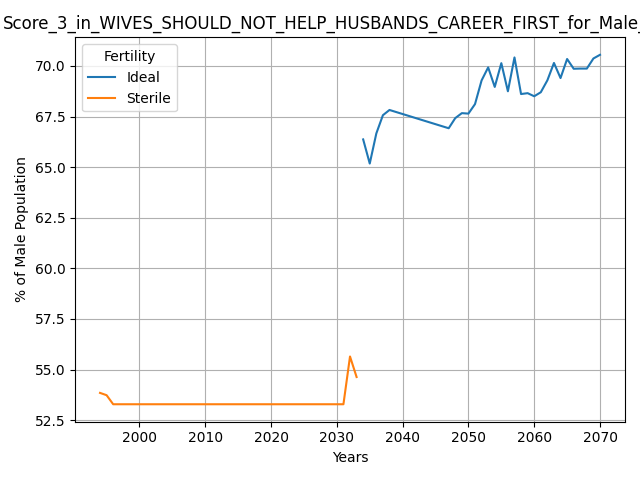 Score_3_in_WIVES_SHOULD_NOT_HELP_HUSBANDS_CAREER_FIRST_for_Male_
Fertility
Ideal
Sterile
% of Male Population
70.0
67.5
65.0
62.5
60.0
57.5
55.0
52.5
2000 2010 2020 2030 2040 2050 2060 2070
Years